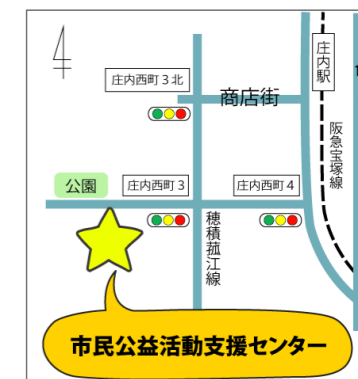 庄内駅
庄内西町3北
商店街
阪急宝塚線
公園
庄内西町3
庄内西町4
穂積菰江線
市民公益活動支援センター